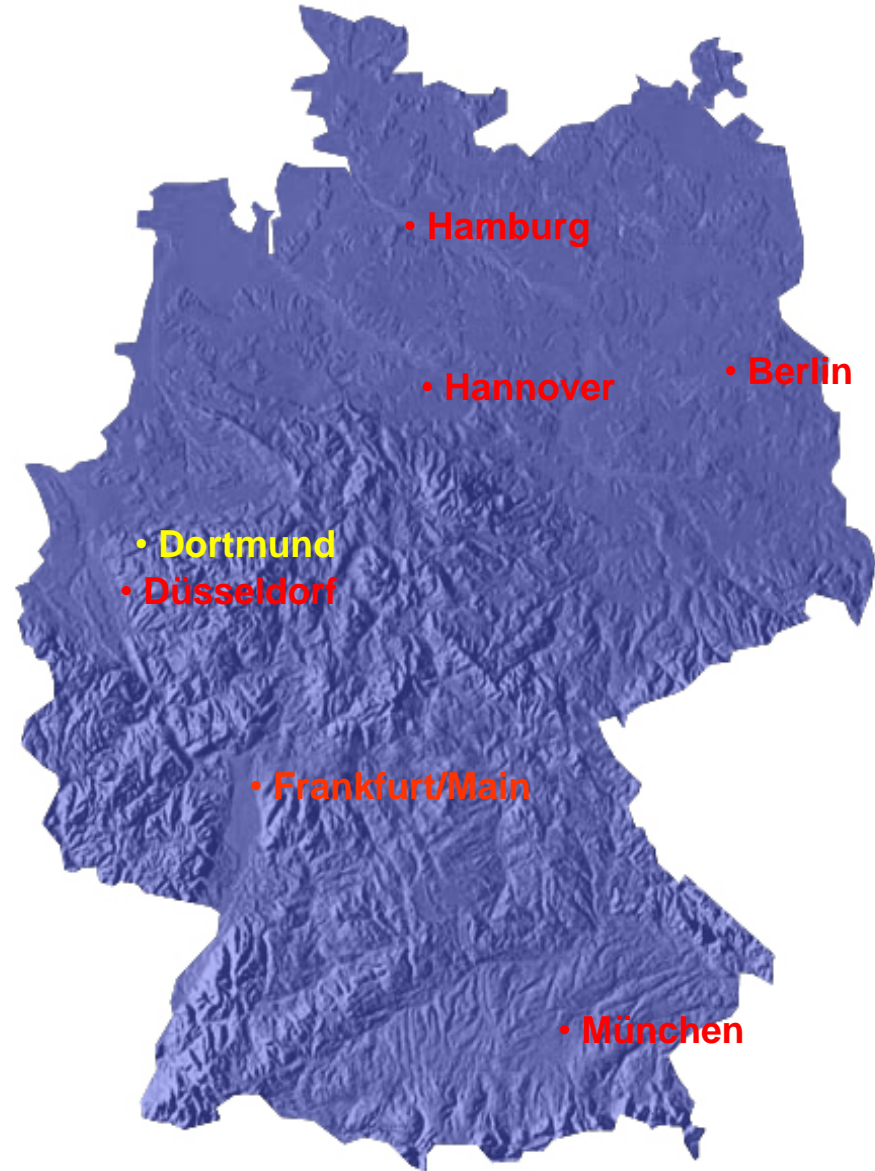 • Hamburg
• Berlin
• Hannover
• Dortmund
• Düsseldorf
• Frankfurt/Main
• München